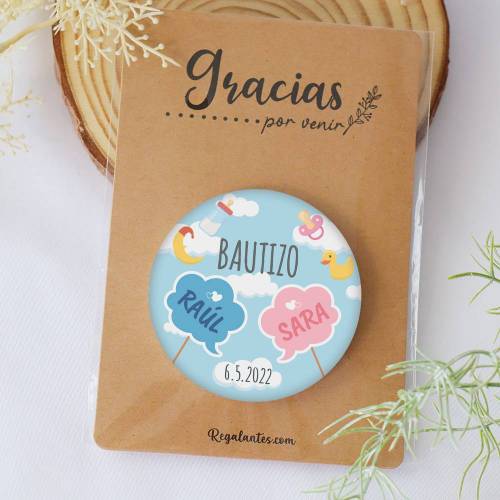 Gracias
por venir
BAUTIZO
RAÚL
SARA
6.5.2022
Regalantes.com